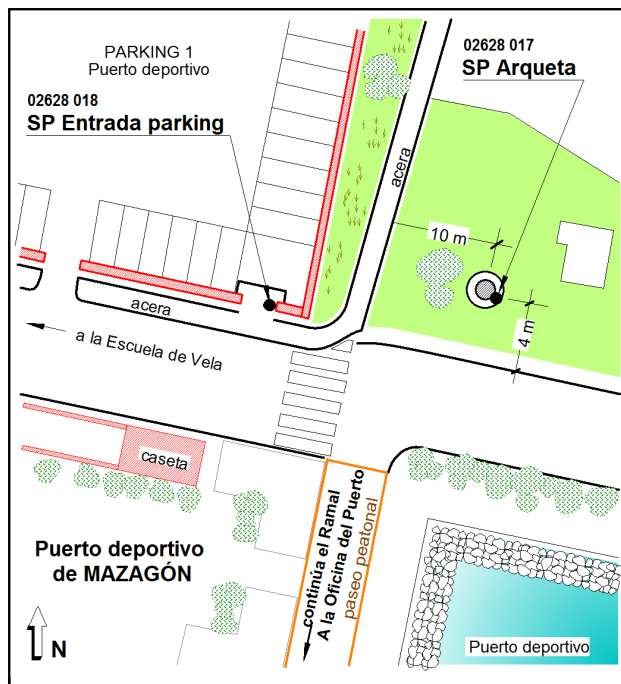 PARKING 1
Puerto deportivo
02628 018
SP Entrada parking
02628 017
SP Arqueta
acera
10 m
4 m
acera
a la Escuela de Vela
caseta
continúa el Ramal
A la Oficina del Puerto
paseo peatonal
Puerto deportivo
de MAZAGÓN
N
Puerto deportivo